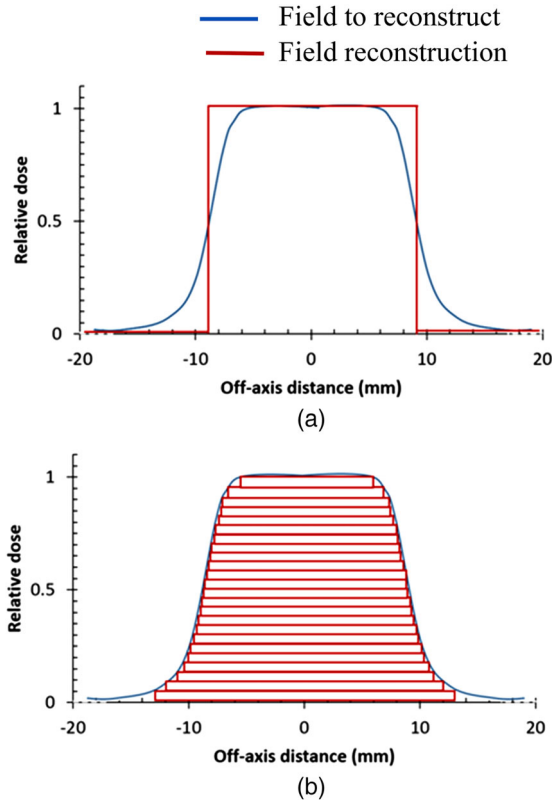 Field to reconstruct
Field reconstruction
1
0.5
0
Relative dose
-20 -10 0 10 20
Off-axis distance (mm)
(a)
1
0.5
0
Relative dose
-20 -10 0 10 20
Off-axis distance (mm)
(b)